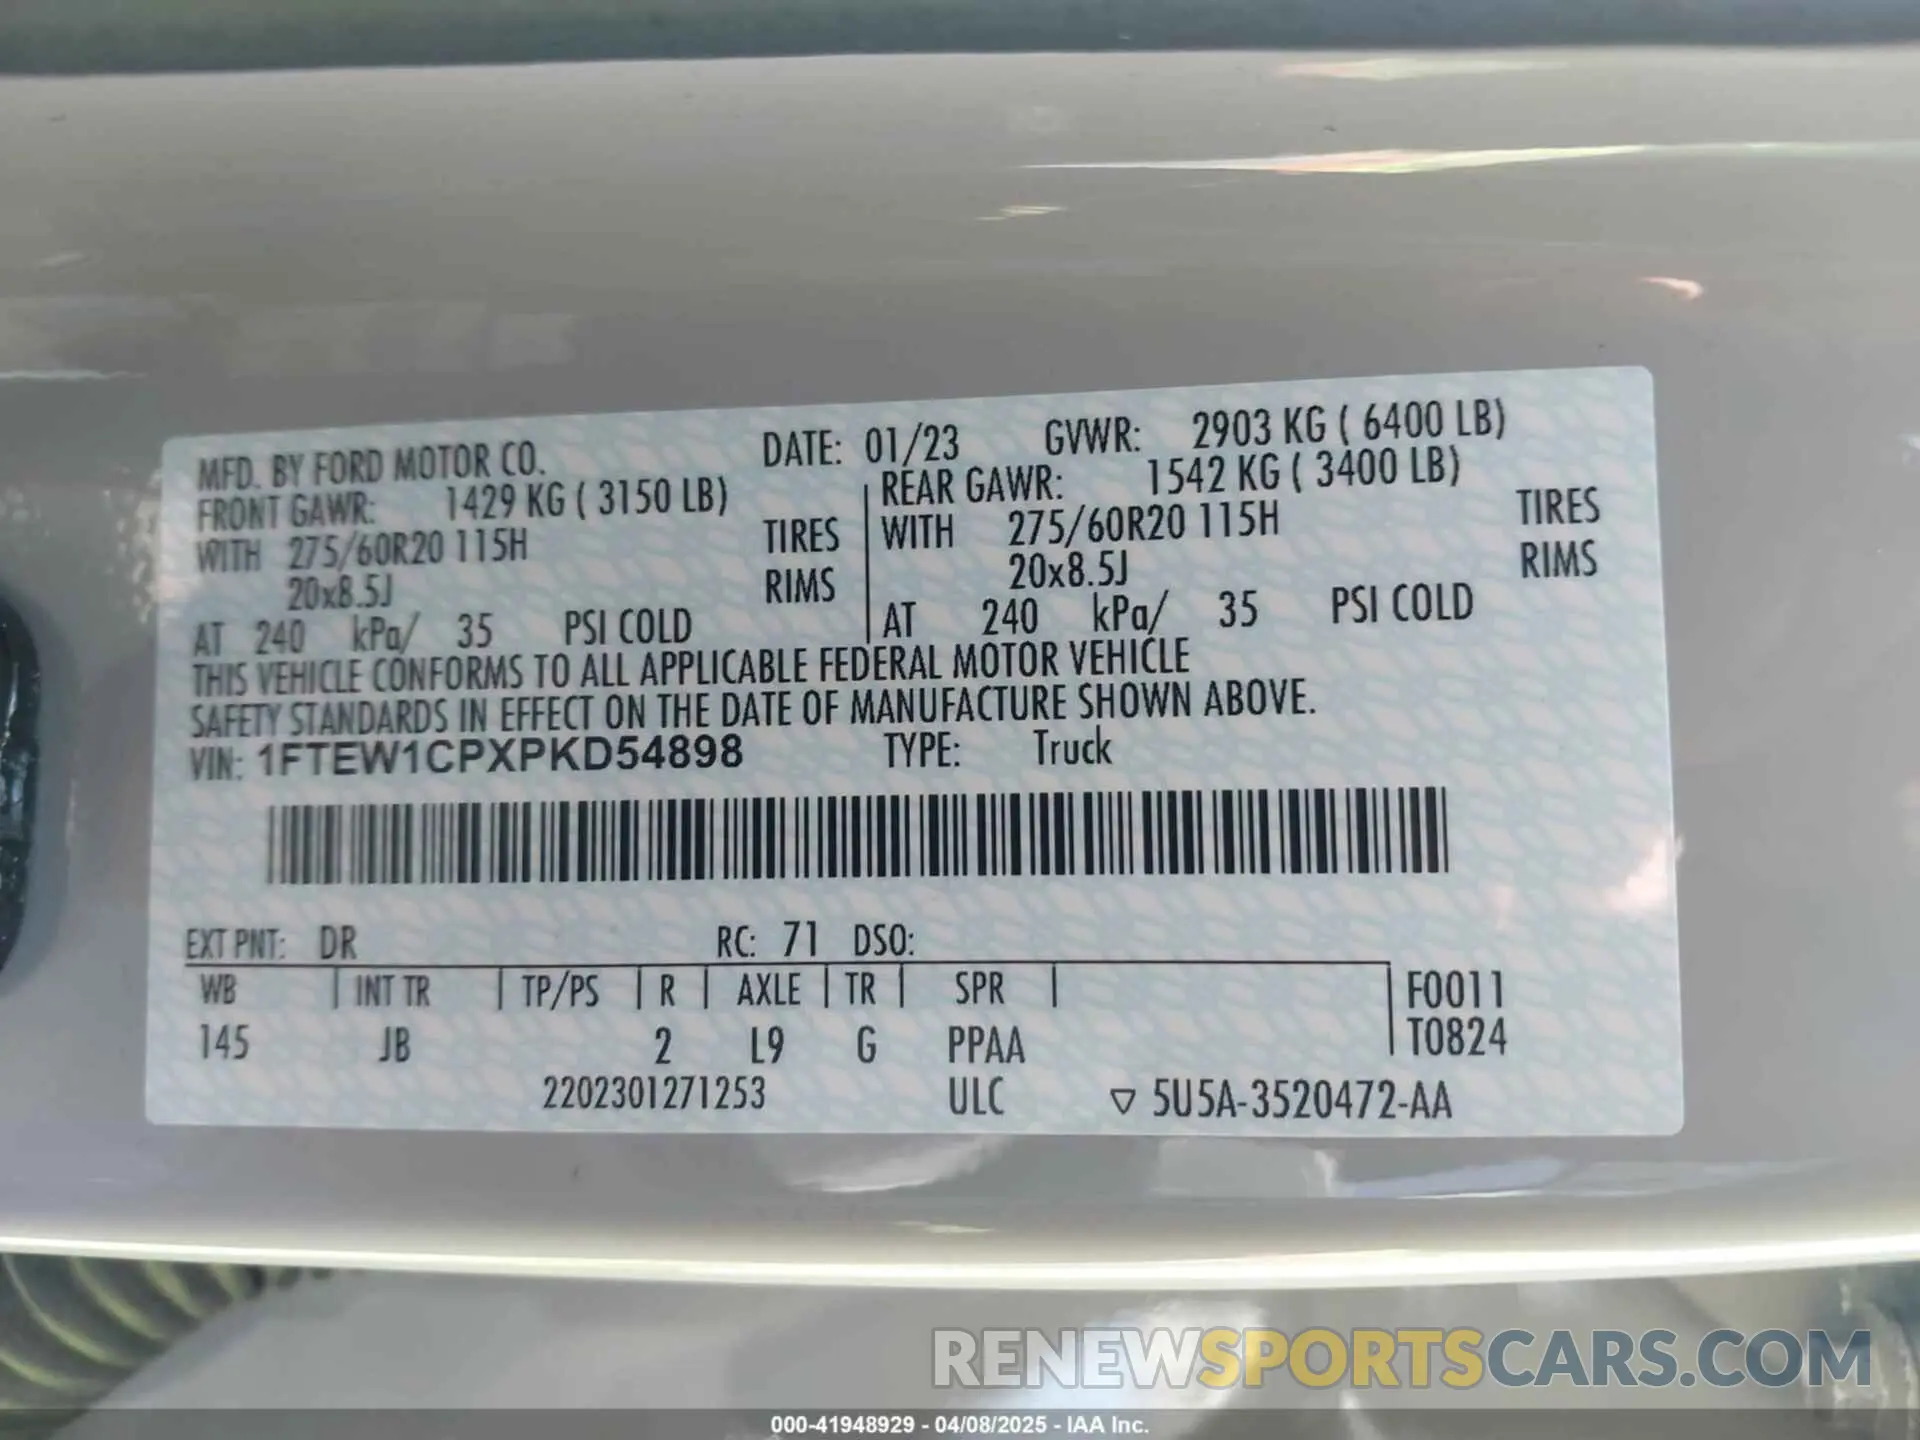 MFD. BY FORD MOTOR CO. DATE: 01/23 GVWR: 2903 KG ( 6400 LB)
FRONT GAWR: 1429 KG ( 3150 LB) REAR GAWR: 1542 KG ( 3400 LB)
WITH 275/60R20 115H TIRES WITH 275/60R20 115H TIRES
20x8.5J RIMS 20x8.5J RIMS
AT 240 kPa/ 35 PSI COLD AT 240 kPa/ 35 PSI COLD
THIS VEHICLE CONFORMS TO ALL APPLICABLE FEDERAL MOTOR VEHICLE
SAFETY STANDARDS IN EFFECT ON THE DATE OF MANUFACTURE SHOWN ABOVE.
VIN: 1FTEW1CPXPKD54898 TYPE: Truck
EXT PNT: DR RC: 71 DSO:
WB INT TR TP/PS R AXLE TR SPR F0011
145 JB 2 L9 G PPAA T0824
2202301271253 ULC ▽ 5U5A-3520472-AA
RENEWSPORTSCARS.COM
000-41948929 - 04/08/2025 - IAA Inc.